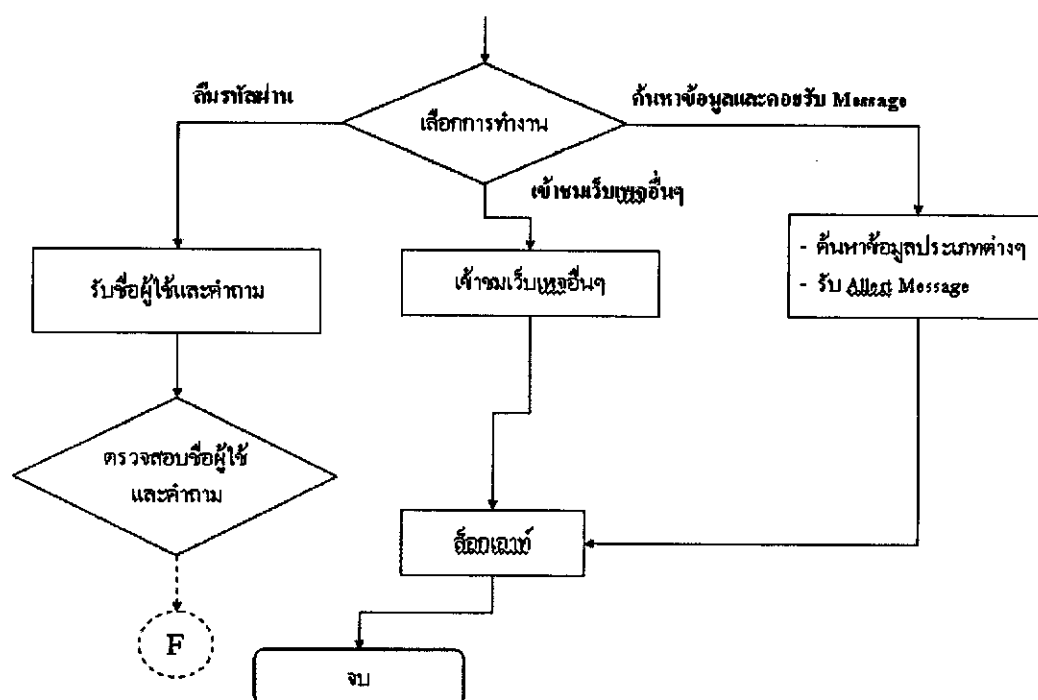 ลืมรหัสผ่าน
ค้นหาข้อมูลและคอยรับ Message
เลือกการทำงาน
เข้าชมเว็บเพจอื่นๆ
รับชื่อผู้ใช้และคำถาม
เข้าชมเว็บเพจอื่นๆ
- ค้นหาข้อมูลประเภทต่างๆ
- รับ Allert Message
ตรวจสอบชื่อผู้ใช้
และคำถาม
ล็อกเอาท์
F
จบ